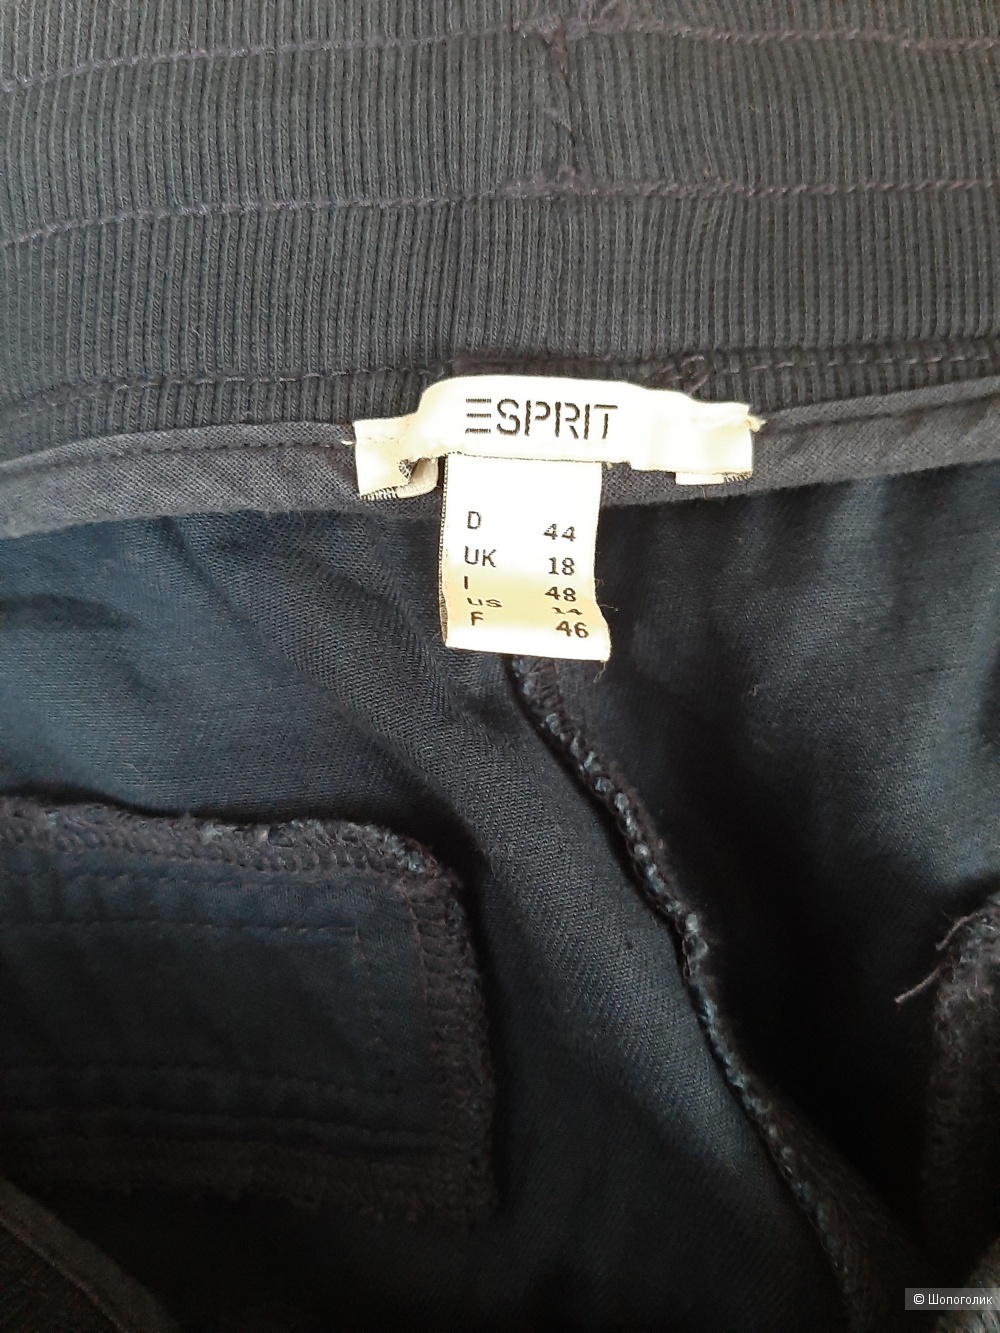 ESPRIT
D 44
UK 18
I 48
US 14
F 46
© Шопоголик